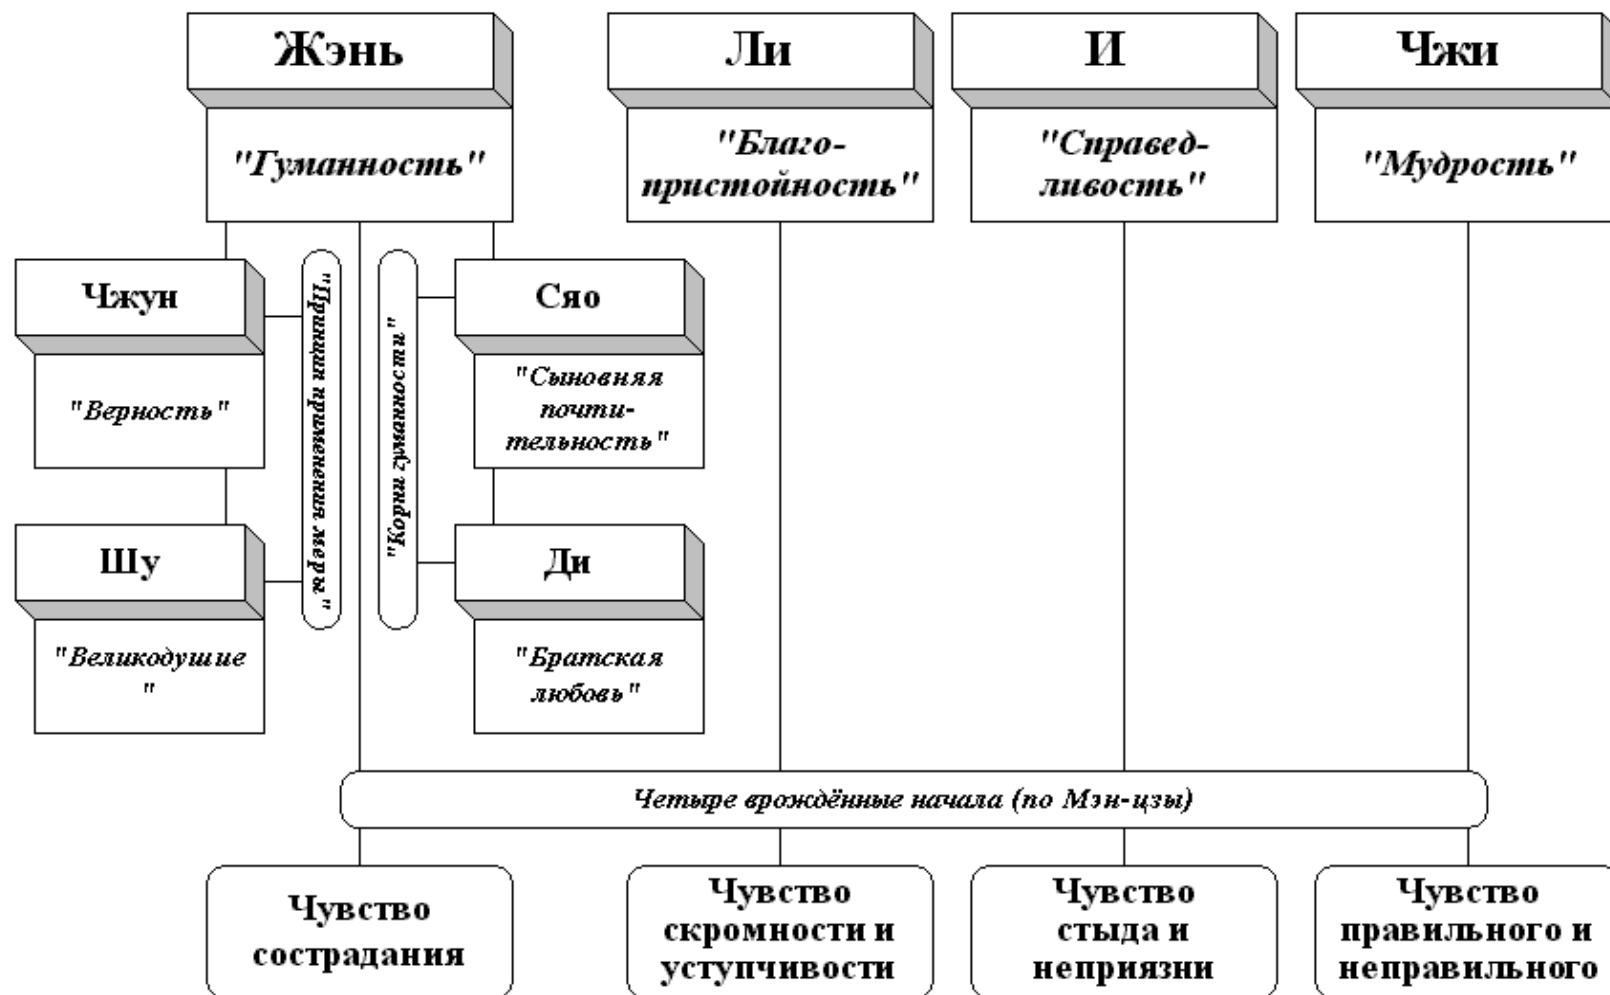 Жэнь
"Гуманность"
Чжун
"Верность"
Шу
"Великодушие
"
"Принцип применения меры"
"Корни гуманности"
Сяо
"Сыновняя
почти-
тельность"
Ди
"Братская
любовь"
Ли
"Благо-
пристойность"
И
"Справед-
ливость"
Чжи
"Мудрость"
Четыре врождённые начала (по Мэн-цзы)
Чувство
сострадания
Чувство
скромности и
уступчивости
Чувство
стыда и
неприязни
Чувство
правильного и
неправильного